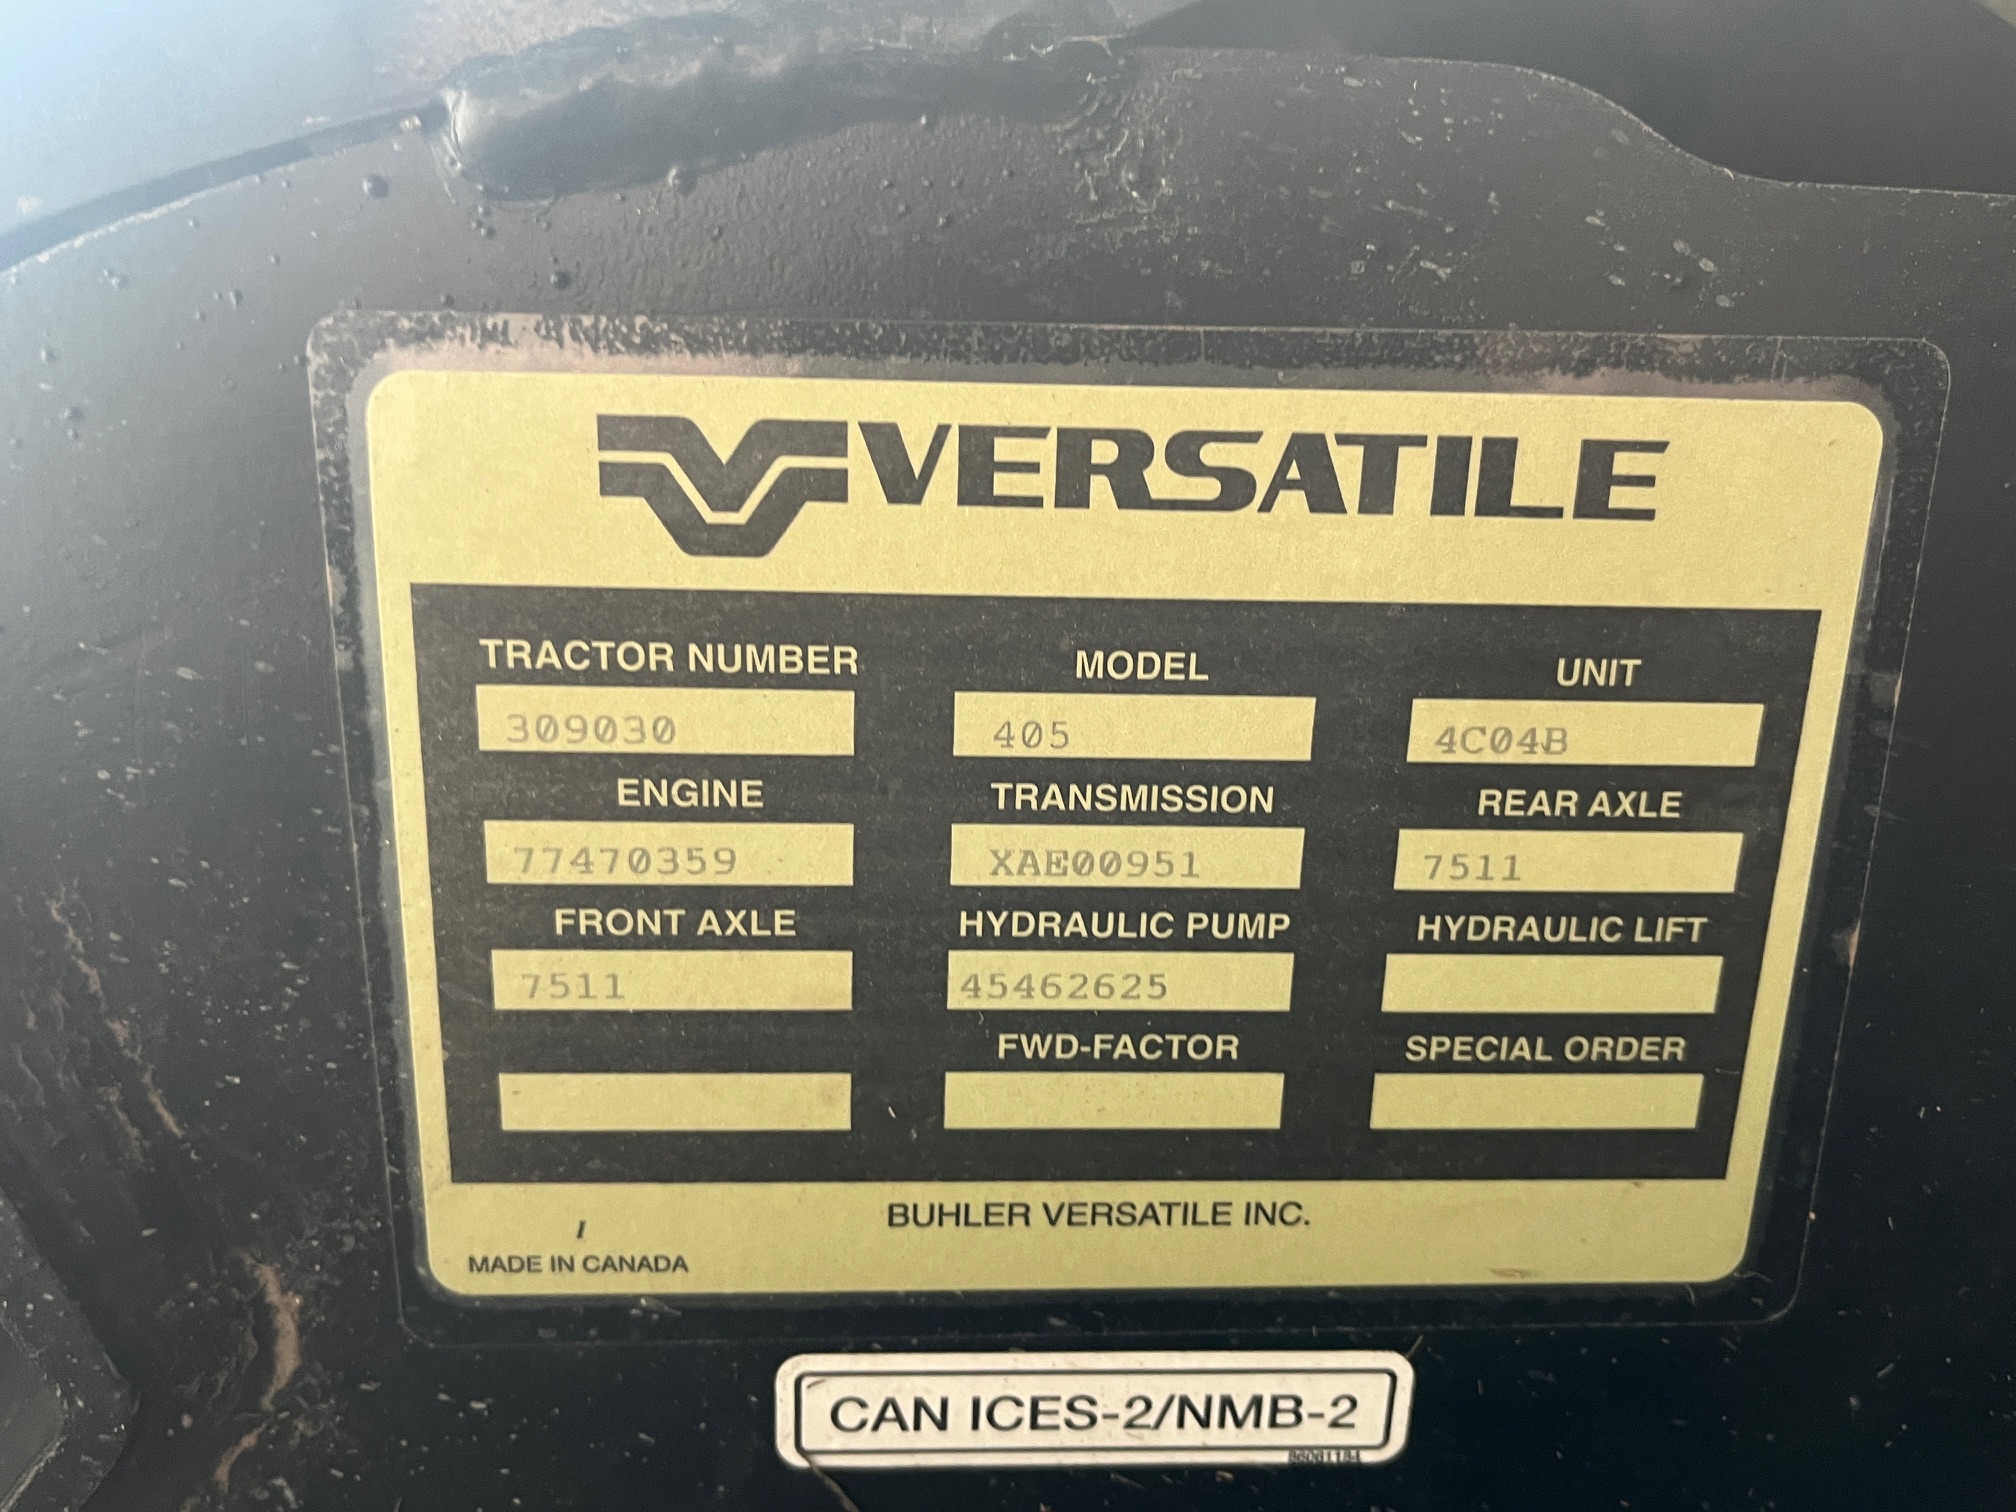 VERSATILE
TRACTOR NUMBER MODEL UNIT
309030 405 4C04B
ENGINE TRANSMISSION REAR AXLE
77470359 XAE00951 7511
FRONT AXLE HYDRAULIC PUMP HYDRAULIC LIFT
7511 45462625
FWD-FACTOR SPECIAL ORDER
BUHLER VERSATILE INC.
I
MADE IN CANADA
CAN ICES-2/NMB-2